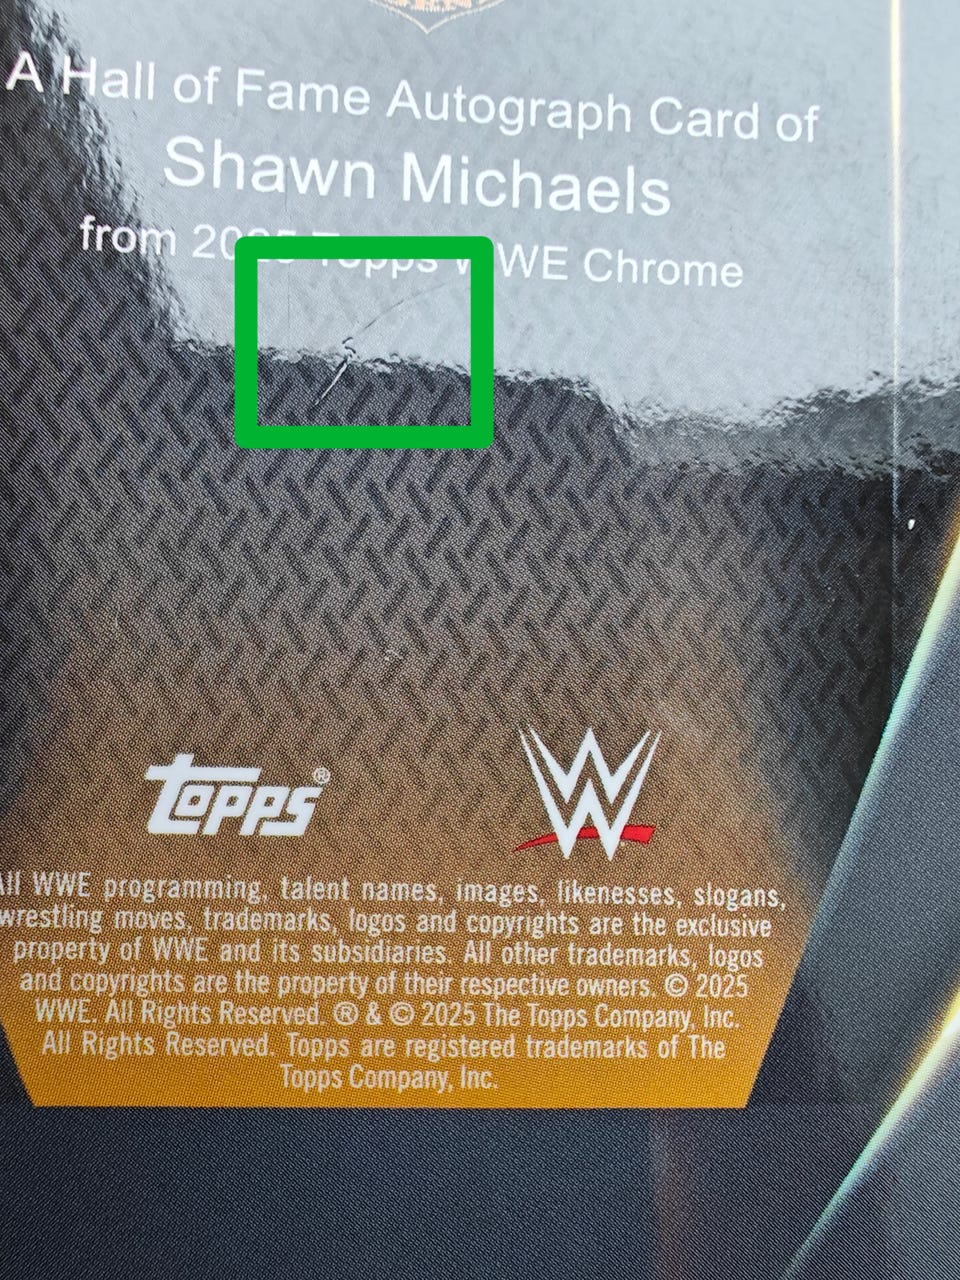 A Hall of Fame Autograph Card of
Shawn Michaels
from 2025 Topps WWE Chrome
Topps®
W
All WWE programming, talent names, images, likenesses, slogans,
wrestling moves, trademarks, logos and copyrights are the exclusive
property of WWE and its subsidiaries. All other trademarks, logos
and copyrights are the property of their respective owners. © 2025
WWE. All Rights Reserved. ® & © 2025 The Topps Company, Inc.
All Rights Reserved. Topps are registered trademarks of The
Topps Company, Inc.